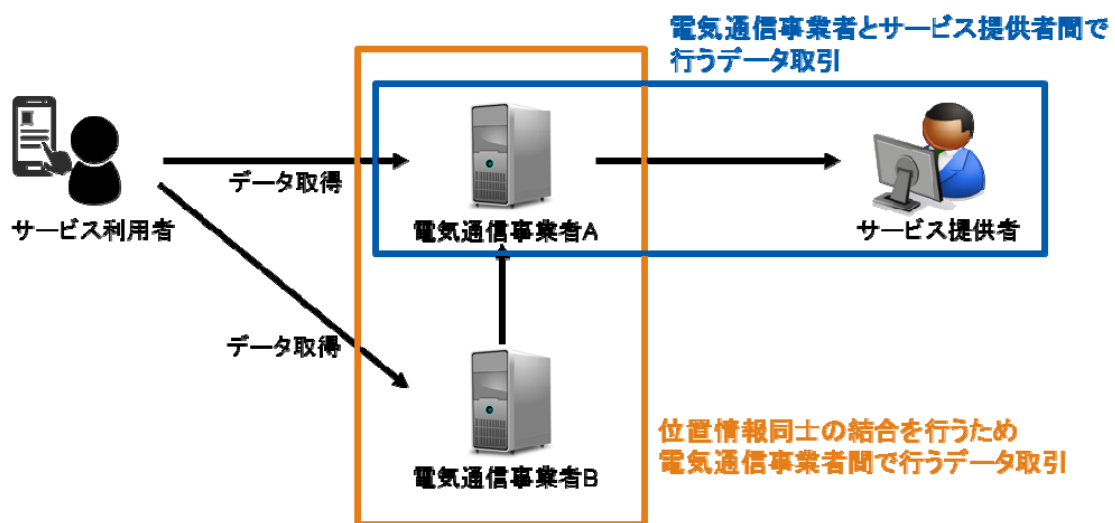 電気通信事業者とサービス提供者間で
行うデータ取引
データ取得
サービス利用者
電気通信事業者A
サービス提供者
データ取得
電気通信事業者B
位置情報同士の結合を行うため
電気通信事業者間で行うデータ取引